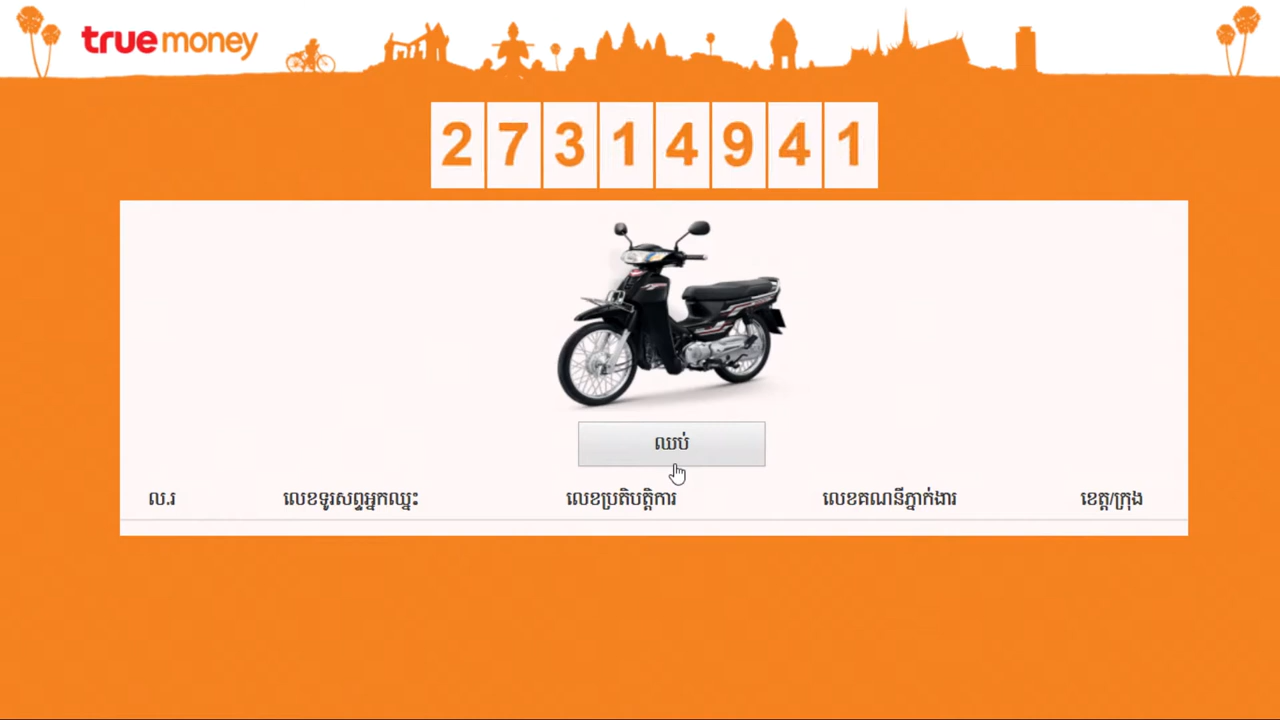 true money
2 7 3 1 4 9 4 1
ឈប់
ល.រ លេខទូរសព្ទអ្នកឈ្នះ លេខប្រតិបត្តិការ លេខគណនីភ្នាក់ងារ ខេត្ត/ក្រុង